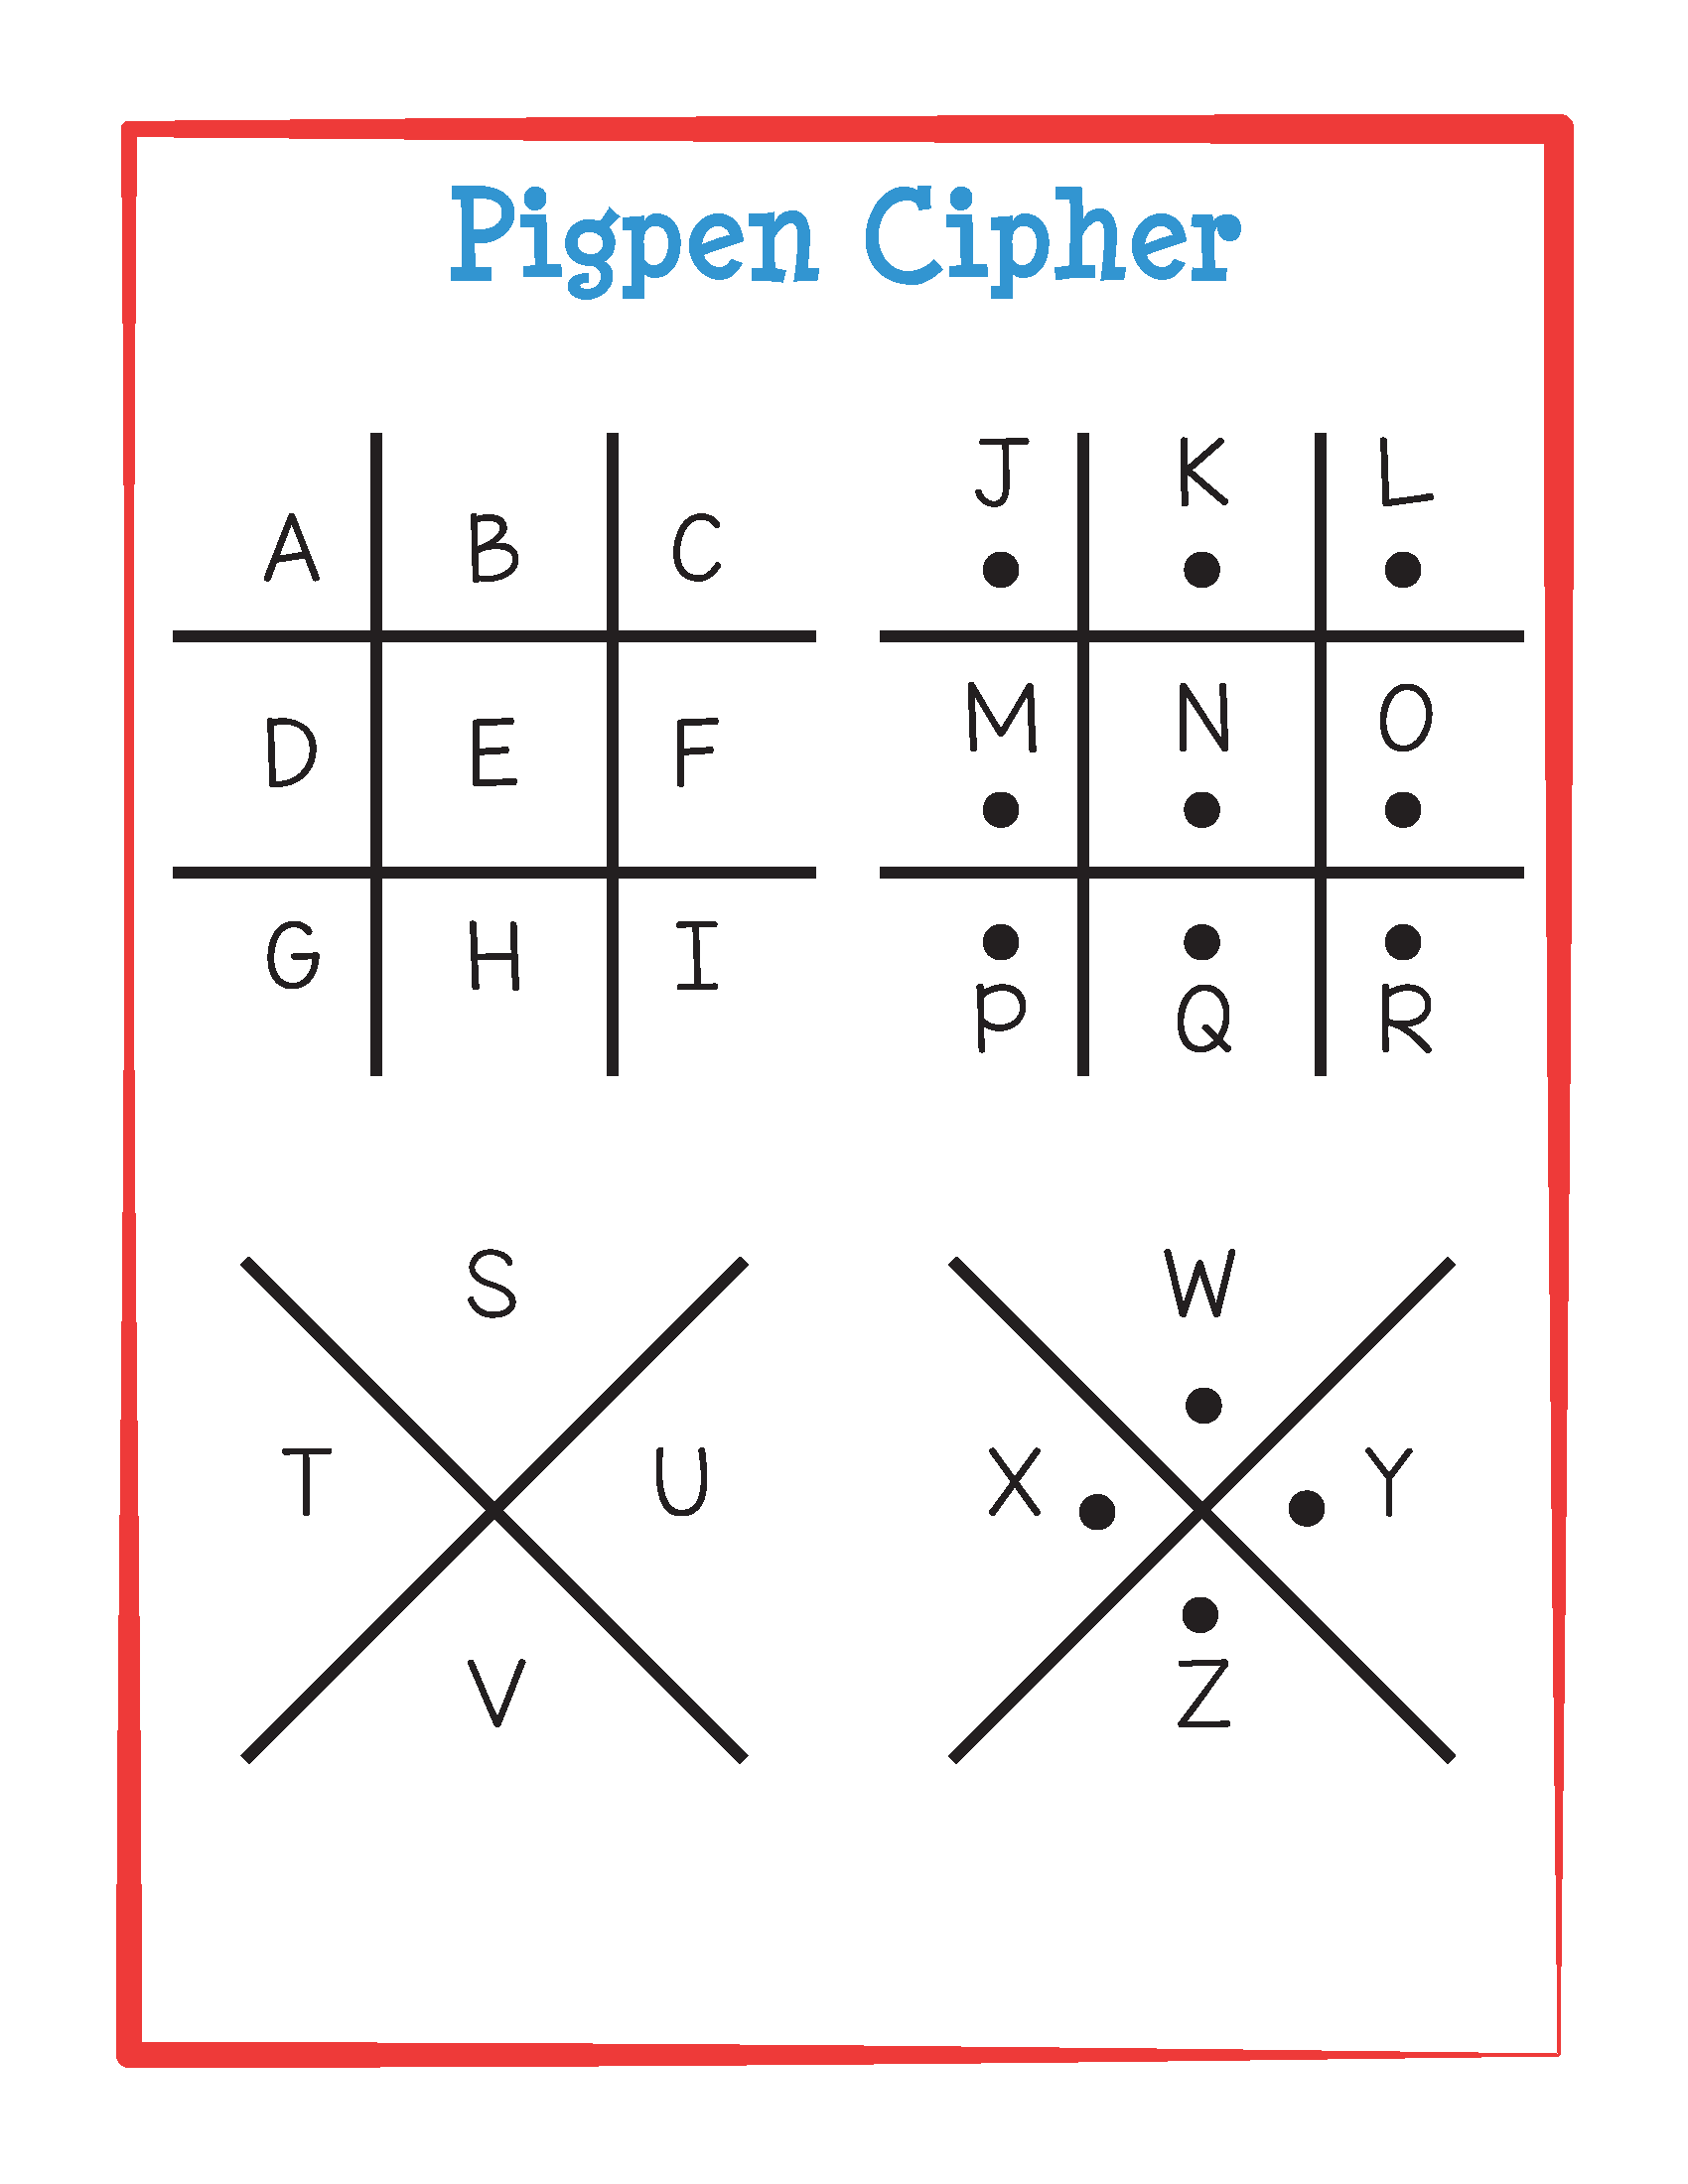 Pigpen Cipher
A B C
D E F
G H I
J K L
M N O
P Q R
S
T U
V
W
X Y
Z